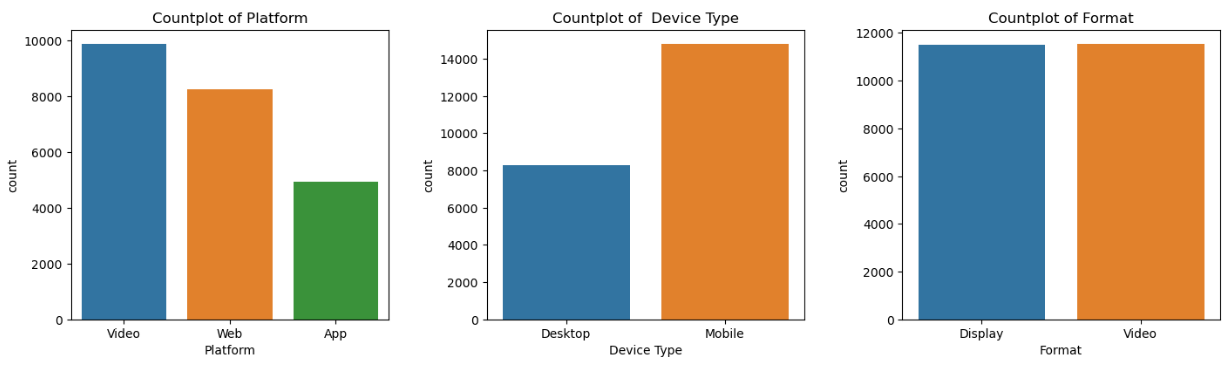 Countplot of Platform
10000
8000
6000
4000
2000
0
count
Video Web App
Platform
Countplot of  Device Type
14000
12000
10000
8000
6000
4000
2000
0
count
Desktop Mobile
Device Type
Countplot of Format
12000
10000
8000
6000
4000
2000
0
count
Display Video
Format